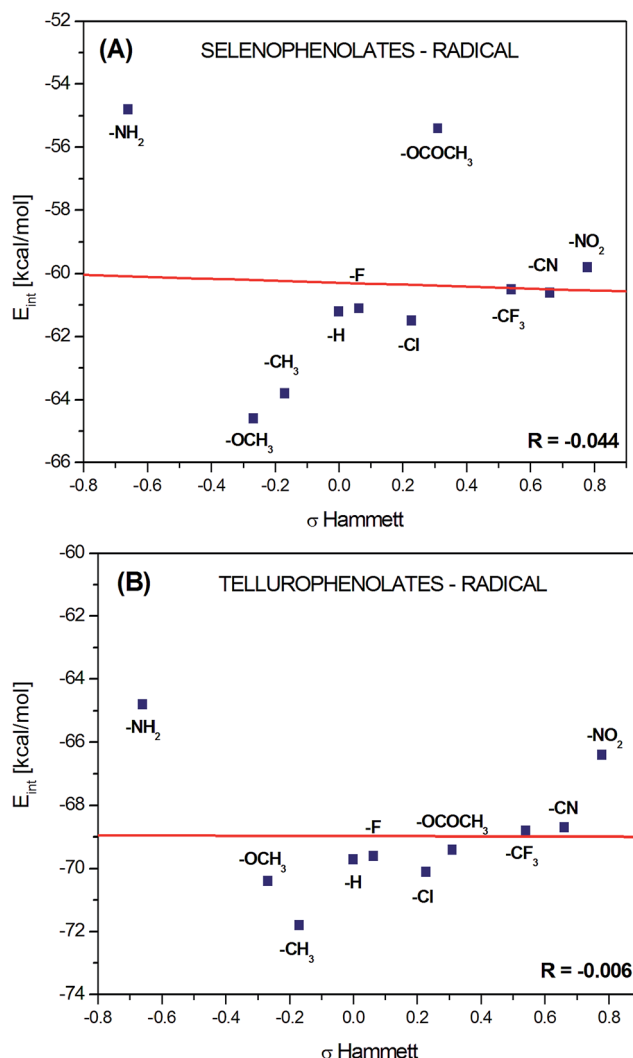 (A) SELENOPHENOLATES - RADICAL
-52
-54
-56
-58
-60
-62
-64
-66
E_int [kcal/mol]
-NH₂
-OCOCH₃
-NO₂
-CN
-F
-CF₃
-H
-Cl
-CH₃
-OCH₃
R = -0.044
-0.8 -0.6 -0.4 -0.2 0.0 0.2 0.4 0.6 0.8
σ Hammett
(B) TELLUROPHENOLATES - RADICAL
-60
-62
-64
-66
-68
-70
-72
-74
E_int [kcal/mol]
-NH₂
-NO₂
-CN
-OCOCH₃
-F
-CF₃
-OCH₃
-H
-Cl
-CH₃
R = -0.006
-0.8 -0.6 -0.4 -0.2 0.0 0.2 0.4 0.6 0.8
σ Hammett